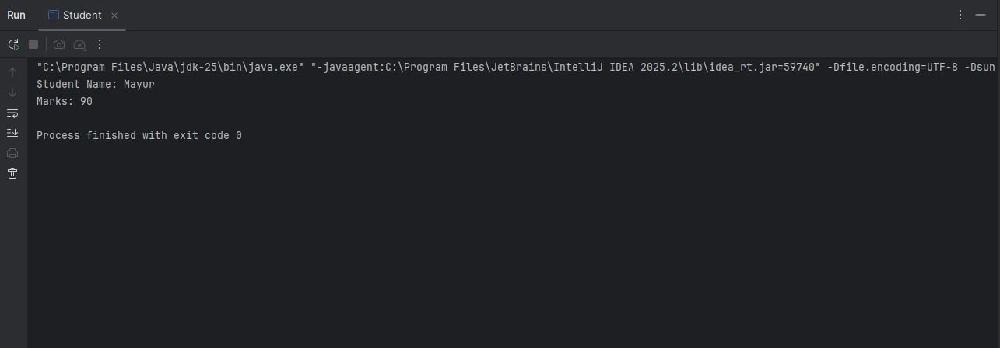 Run Student
"C:\Program Files\Java\jdk-25\bin\java.exe" "-javaagent:C:\Program Files\JetBrains\IntelliJ IDEA 2025.2\lib\idea_rt.jar=59740" -Dfile.encoding=UTF-8 -Dsun
Student Name: Mayur
Marks: 90
Process finished with exit code 0